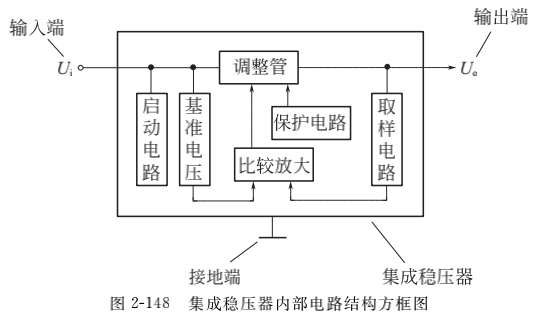 输入端
输出端
Ui
调整管
Uo
启动电路
基准电压
保护电路
取样电路
比较放大
接地端
集成稳压器
图 2-148 集成稳压器内部电路结构方框图